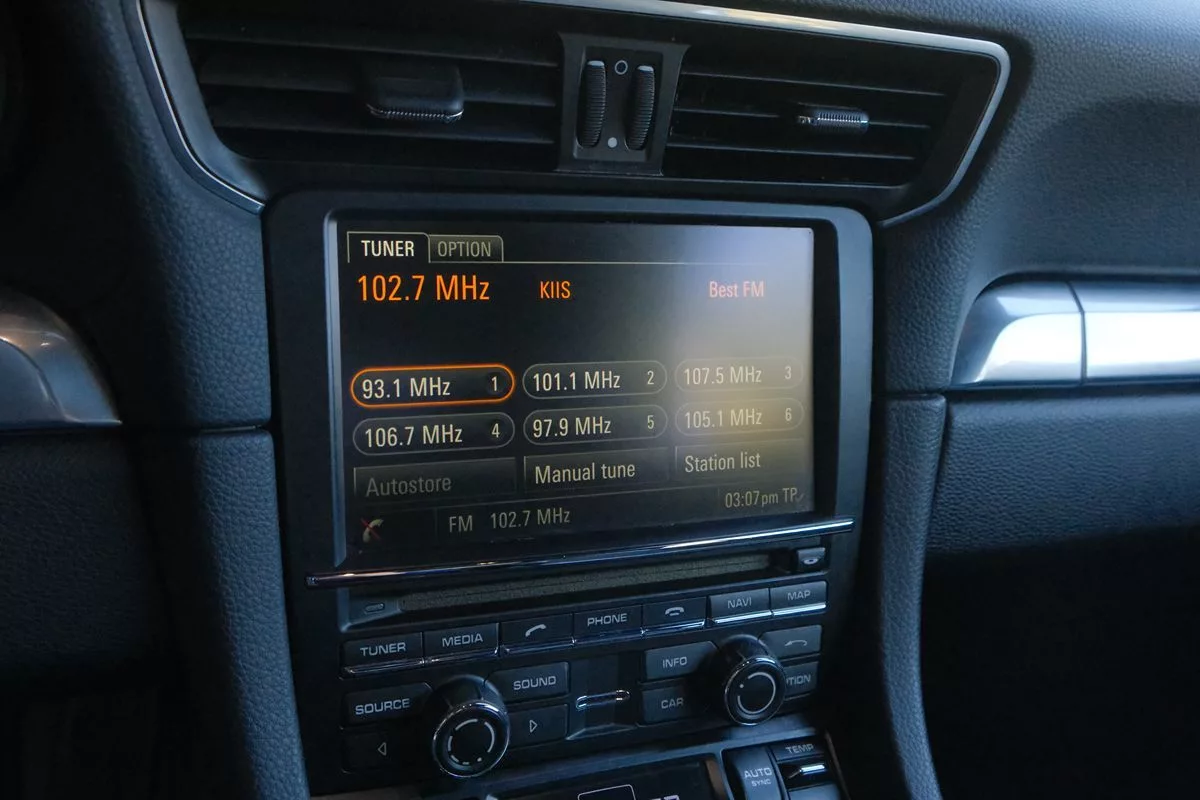 TUNER OPTION
102.7 MHz KIIS Best FM
93.1 MHz 1 101.1 MHz 2 107.5 MHz 3
106.7 MHz 4 97.9 MHz 5 105.1 MHz 6
Autostore Manual tune Station list
FM 102.7 MHz 03:07pm TP
TUNER MEDIA PHONE NAVI MAP
SOURCE SOUND INFO
CAR
TEMP
AUTO
SYNC